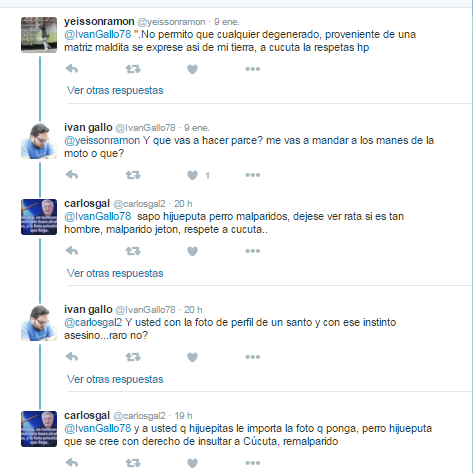 yeissonramon @yeissonramon · 9 ene.
@IvanGallo78 ".No permito que cualquier degenerado, proveniente de una
matriz maldita se exprese asi de mi tierra, a cucuta la respetas hp
Ver otras respuestas
ivan gallo @IvanGallo78 · 9 ene.
@yeissonramon Y que vas a hacer parce? me vas a mandar a los manes de la
moto o que?
1
carlosgal @carlosgal2 · 20 h
@IvanGallo78 sapo hijueputa perro malparidos, dejese ver rata si es tan
hombre, malparido jeton, respete a cucuta..
Ver otras respuestas
ivan gallo @IvanGallo78 · 20 h
@carlosgal2 Y usted con la foto de perfil de un santo y con ese instinto
asesino...raro no?
Ver otras respuestas
carlosgal @carlosgal2 · 19 h
@IvanGallo78 y a usted q hijuepitas le importa la foto q ponga, perro hijueputa
que se cree con derecho de insultar a Cúcuta, remalparido